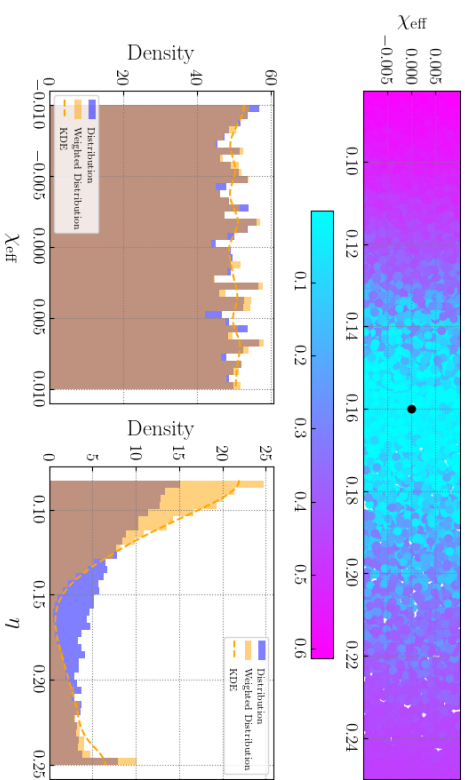 χeff
0.005
0.000
−0.005
0.10 0.12 0.14 0.16 0.18 0.20 0.22 0.24
0.1 0.2 0.3 0.4 0.5 0.6
Density
60
40
20
0
Distribution
Weighted Distribution
KDE
−0.010 −0.005 0.000 0.005 0.010
χeff
Density
25
20
15
10
5
0
Distribution
Weighted Distribution
KDE
0.10 0.15 0.20 0.25
η